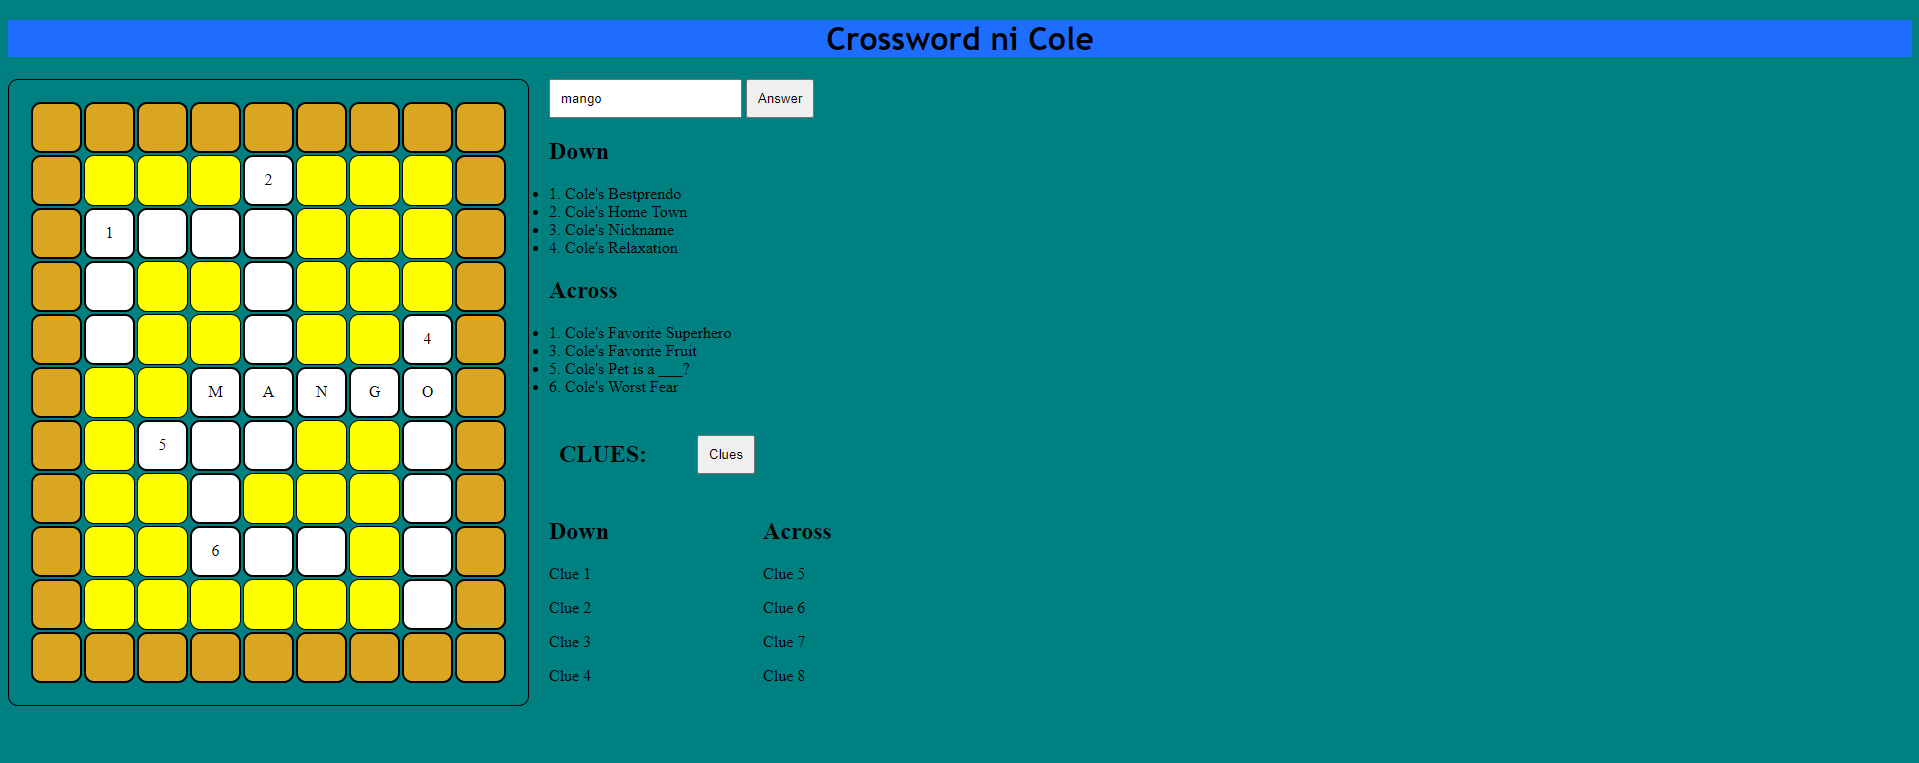 Crossword ni Cole
2
1
4
M A N G O
5
6
mango
Answer
Down
1. Cole's Bestprendo
2. Cole's Home Town
3. Cole's Nickname
4. Cole's Relaxation
Across
1. Cole's Favorite Superhero
3. Cole's Favorite Fruit
5. Cole's Pet is a ___?
6. Cole's Worst Fear
CLUES:
Clues
Down
Clue 1
Clue 2
Clue 3
Clue 4
Across
Clue 5
Clue 6
Clue 7
Clue 8